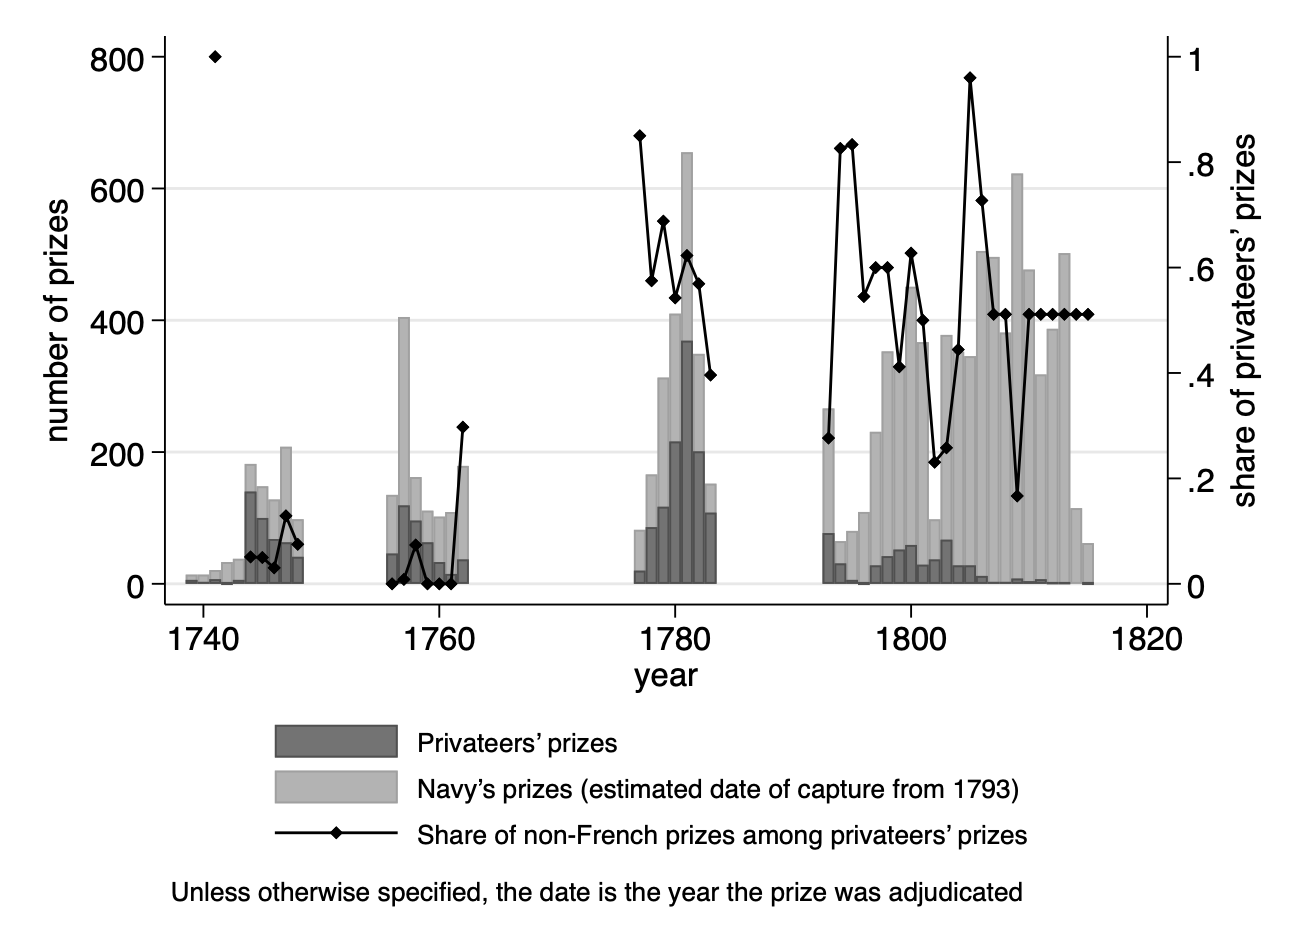 800
600
400
200
0
number of prizes
1
.8
.6
.4
.2
0
share of privateers’ prizes
1740 1760 1780 1800 1820
year
Privateers’ prizes
Navy’s prizes (estimated date of capture from 1793)
Share of non-French prizes among privateers’ prizes
Unless otherwise specified, the date is the year the prize was adjudicated